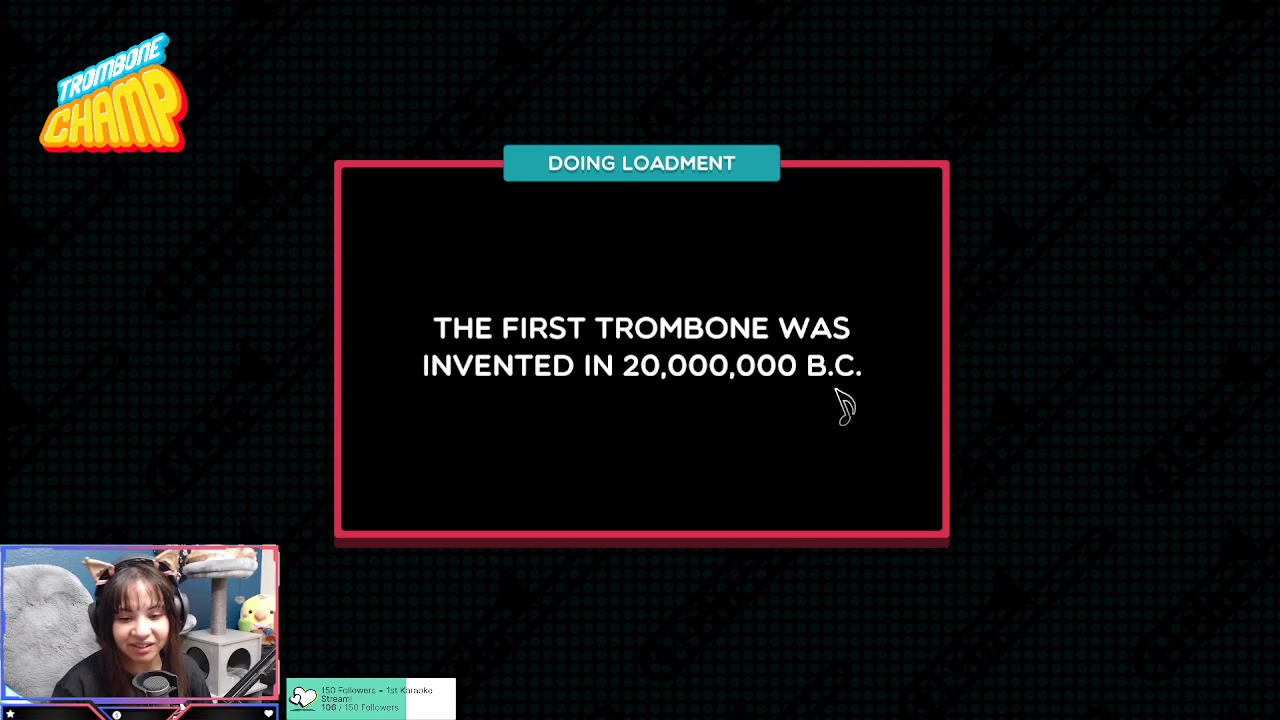 TROMBONE
CHAMP
DOING LOADMENT
THE FIRST TROMBONE WAS
INVENTED IN 20,000,000 B.C.
150 Followers = 1st Karaoke
Stream!
106 / 150 Followers